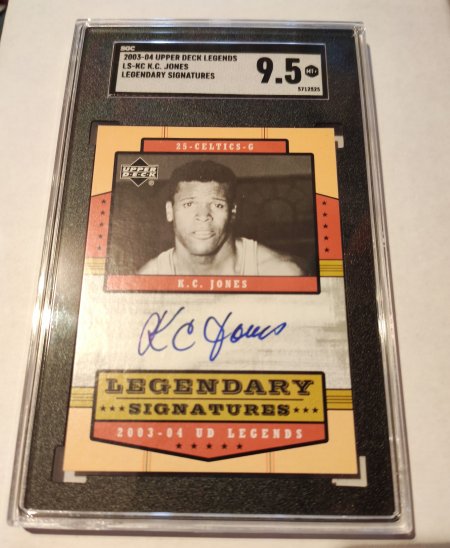 SGC
2003-04 UPPER DECK LEGENDS
LS-KC K.C. JONES
LEGENDARY SIGNATURES
9.5 MT+
5712525
25-CELTICS-G
UPPER
DECK
®
K.C. JONES
KC Jones
LEGENDARY
SIGNATURES
2003-04 UD LEGENDS